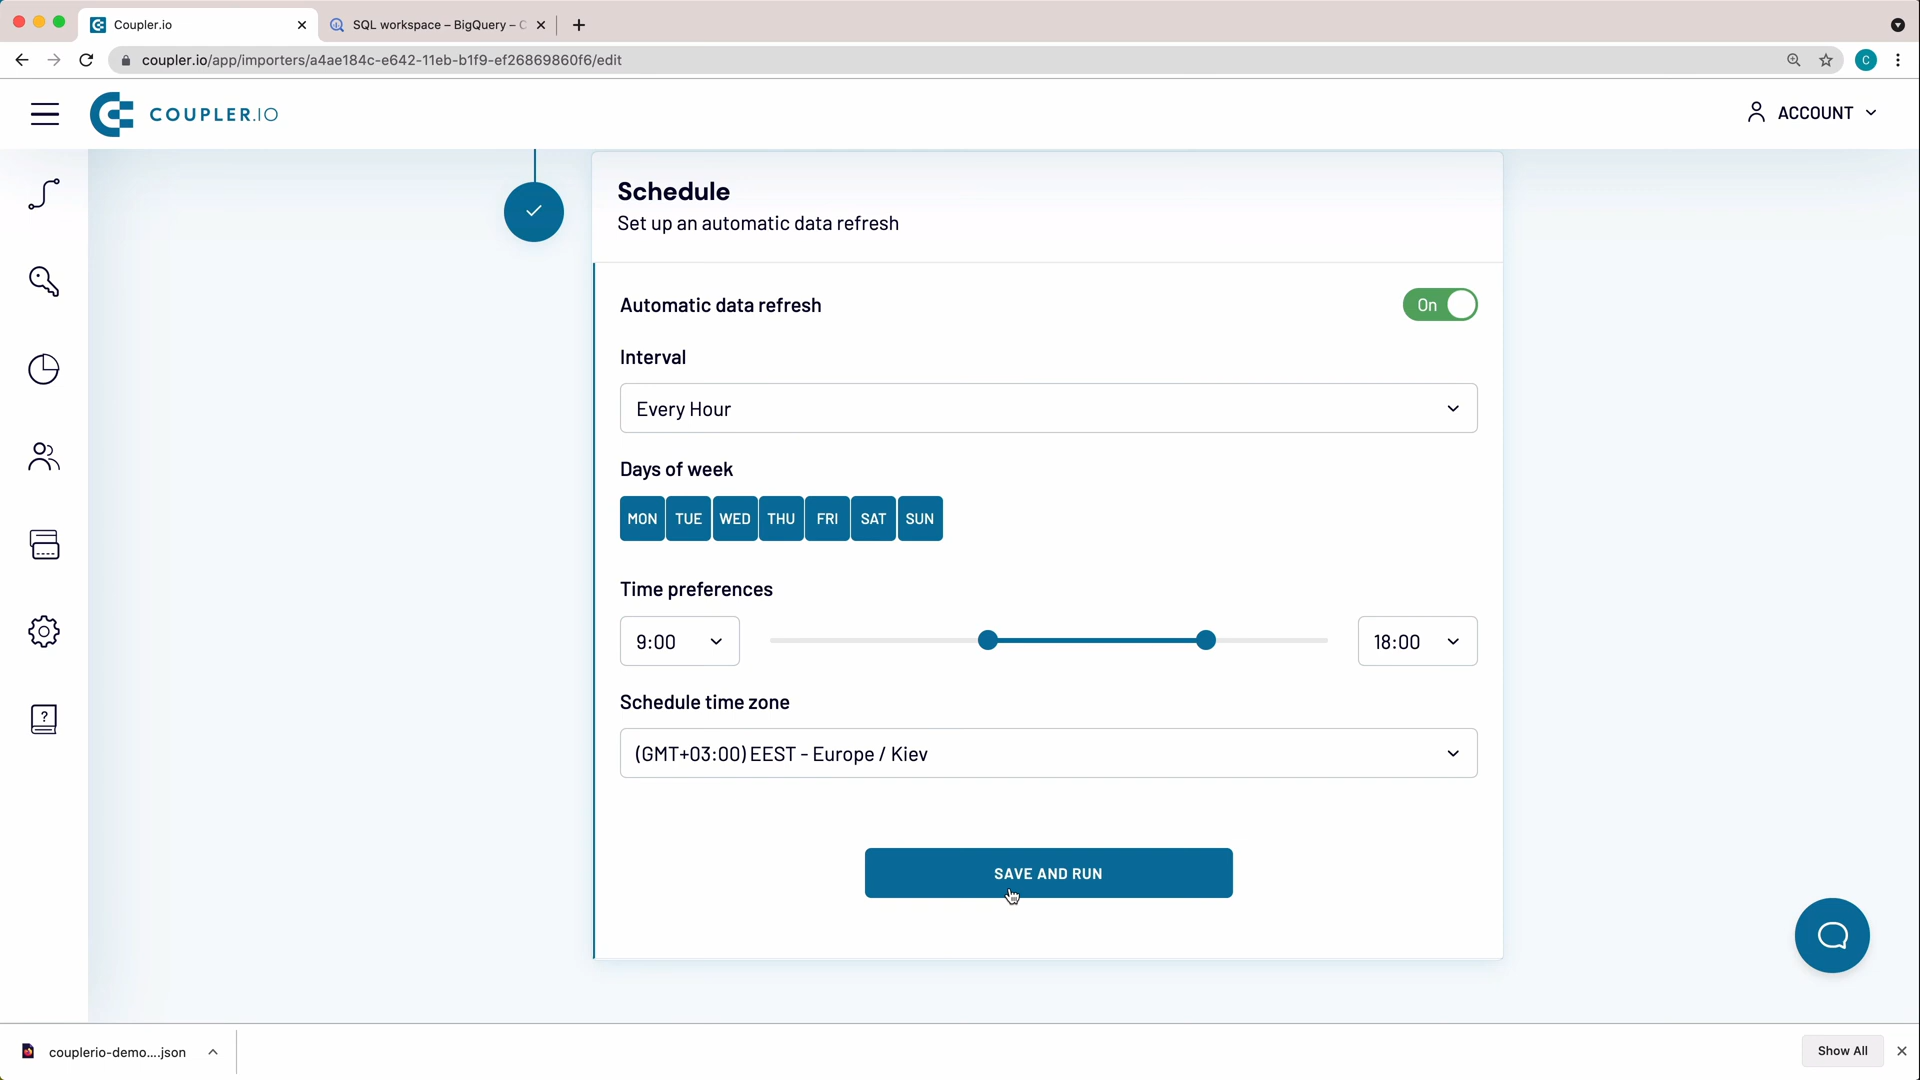 Coupler.io
SQL workspace – BigQuery – C
coupler.io/app/importers/a4ae184c-e642-11eb-b1f9-ef26869860f6/edit
C
COUPLER.IO
ACCOUNT
Schedule
Set up an automatic data refresh
Automatic data refresh
On
Interval
Every Hour
Days of week
MON TUE WED THU FRI SAT SUN
Time preferences
9:00
18:00
Schedule time zone
(GMT+03:00) EEST - Europe / Kiev
SAVE AND RUN
?
couplerio-demo....json
Show All